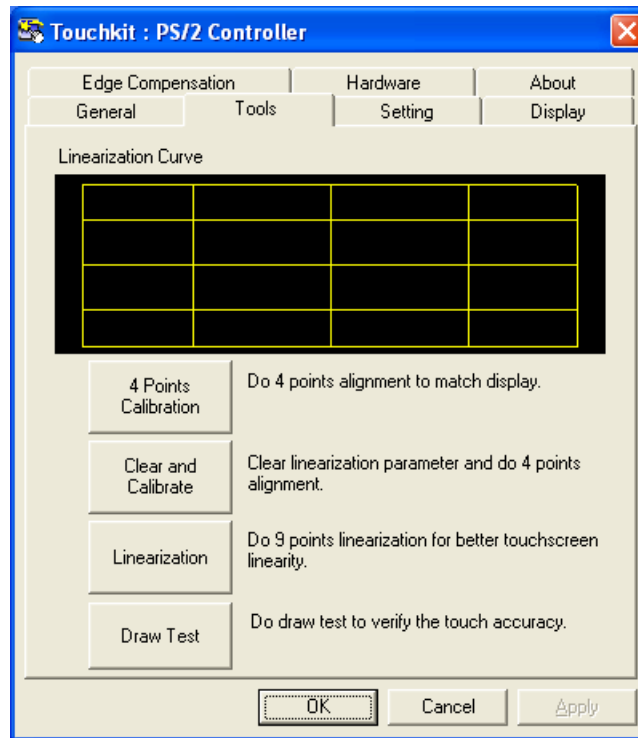 Touchkit : PS/2 Controller
Edge Compensation Hardware About
General Tools Setting Display
Linearization Curve
4 Points
Calibration
Do 4 points alignment to match display.
Clear and
Calibrate
Clear linearization parameter and do 4 points
alignment.
Linearization
Do 9 points linearization for better touchscreen
linearity.
Draw Test
Do draw test to verify the touch accuracy.
OK Cancel Apply